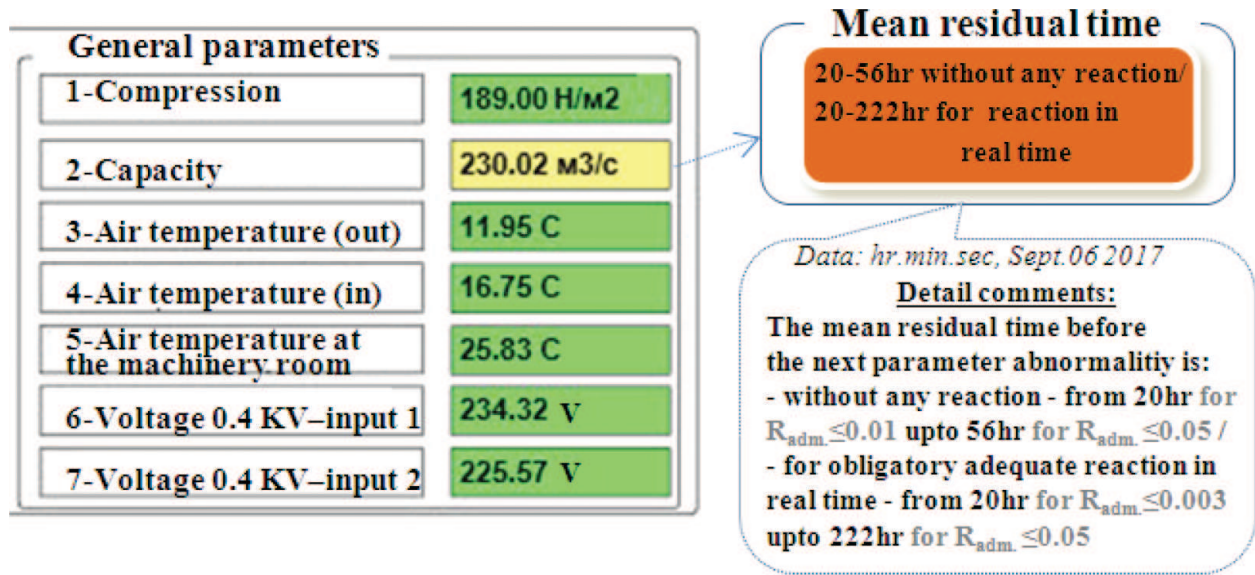 General parameters
1-Compression
189.00 Н/м2
2-Capacity
230.02 м3/с
3-Air temperature (out)
11.95 С
4-Air temperature (in)
16.75 С
5-Air temperature at
the machinery room
25.83 С
6-Voltage 0.4 KV–input 1
234.32 V
7-Voltage 0.4 KV–input 2
225.57 V
Mean residual time
20-56hr without any reaction/
20-222hr for reaction in
real time
Data: hr.min.sec, Sept.06 2017
Detail comments:
The mean residual time before
the next parameter abnormalitiy is:
- without any reaction - from 20hr for
Radm.≤0.01 upto 56hr for Radm.≤0.05 /
- for obligatory adequate reaction in
real time - from 20hr for Radm.≤0.003
upto 222hr for Radm.≤0.05